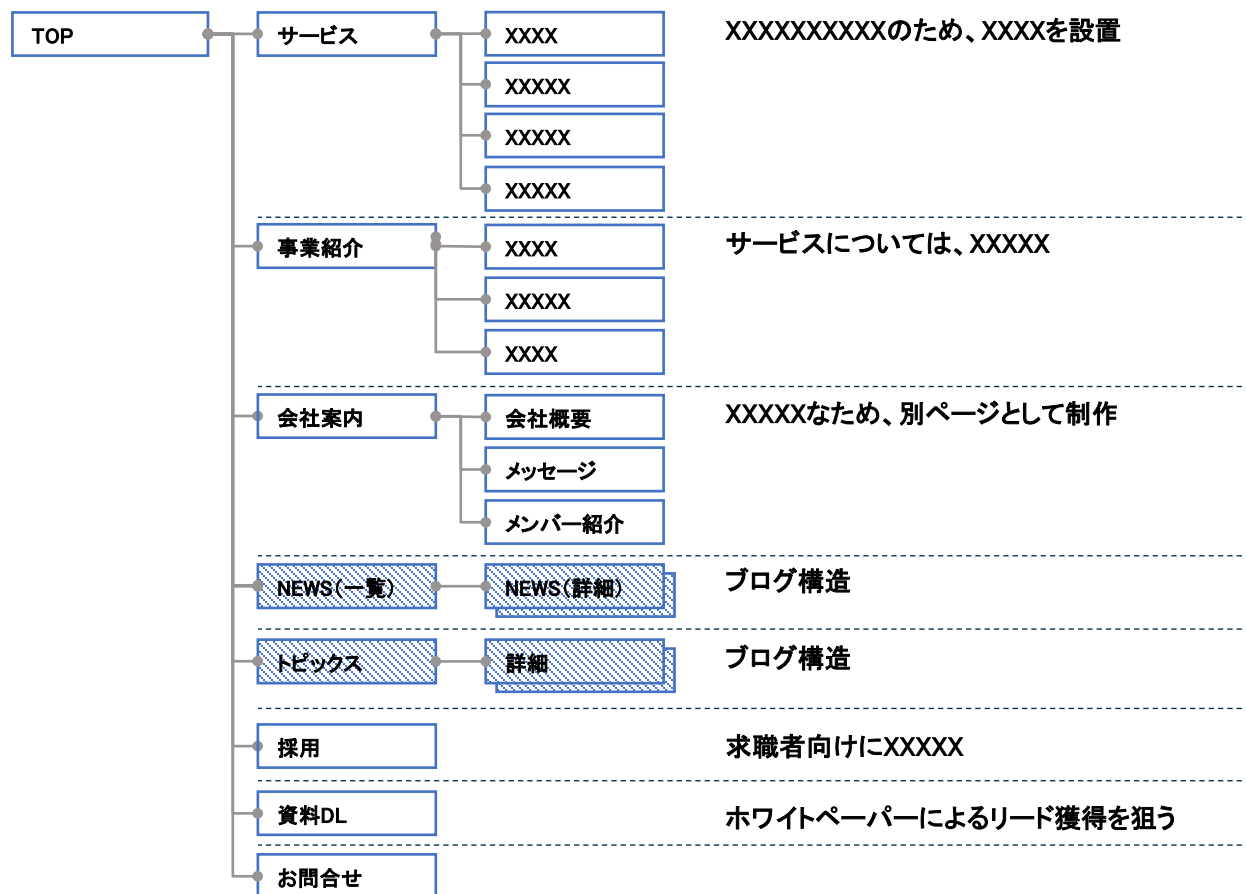 TOP
サービス
XXXX
XXXXXXXXXXのため、XXXXを設置
XXXXX
XXXXX
XXXXX
事業紹介
XXXX
サービスについては、XXXXX
XXXXX
XXXX
会社案内
会社概要
XXXXXなため、別ページとして制作
メッセージ
メンバー紹介
NEWS(一覧)
NEWS(詳細)
ブログ構造
トピックス
詳細
ブログ構造
採用
求職者向けにXXXXX
資料DL
ホワイトペーパーによるリード獲得を狙う
お問合せ